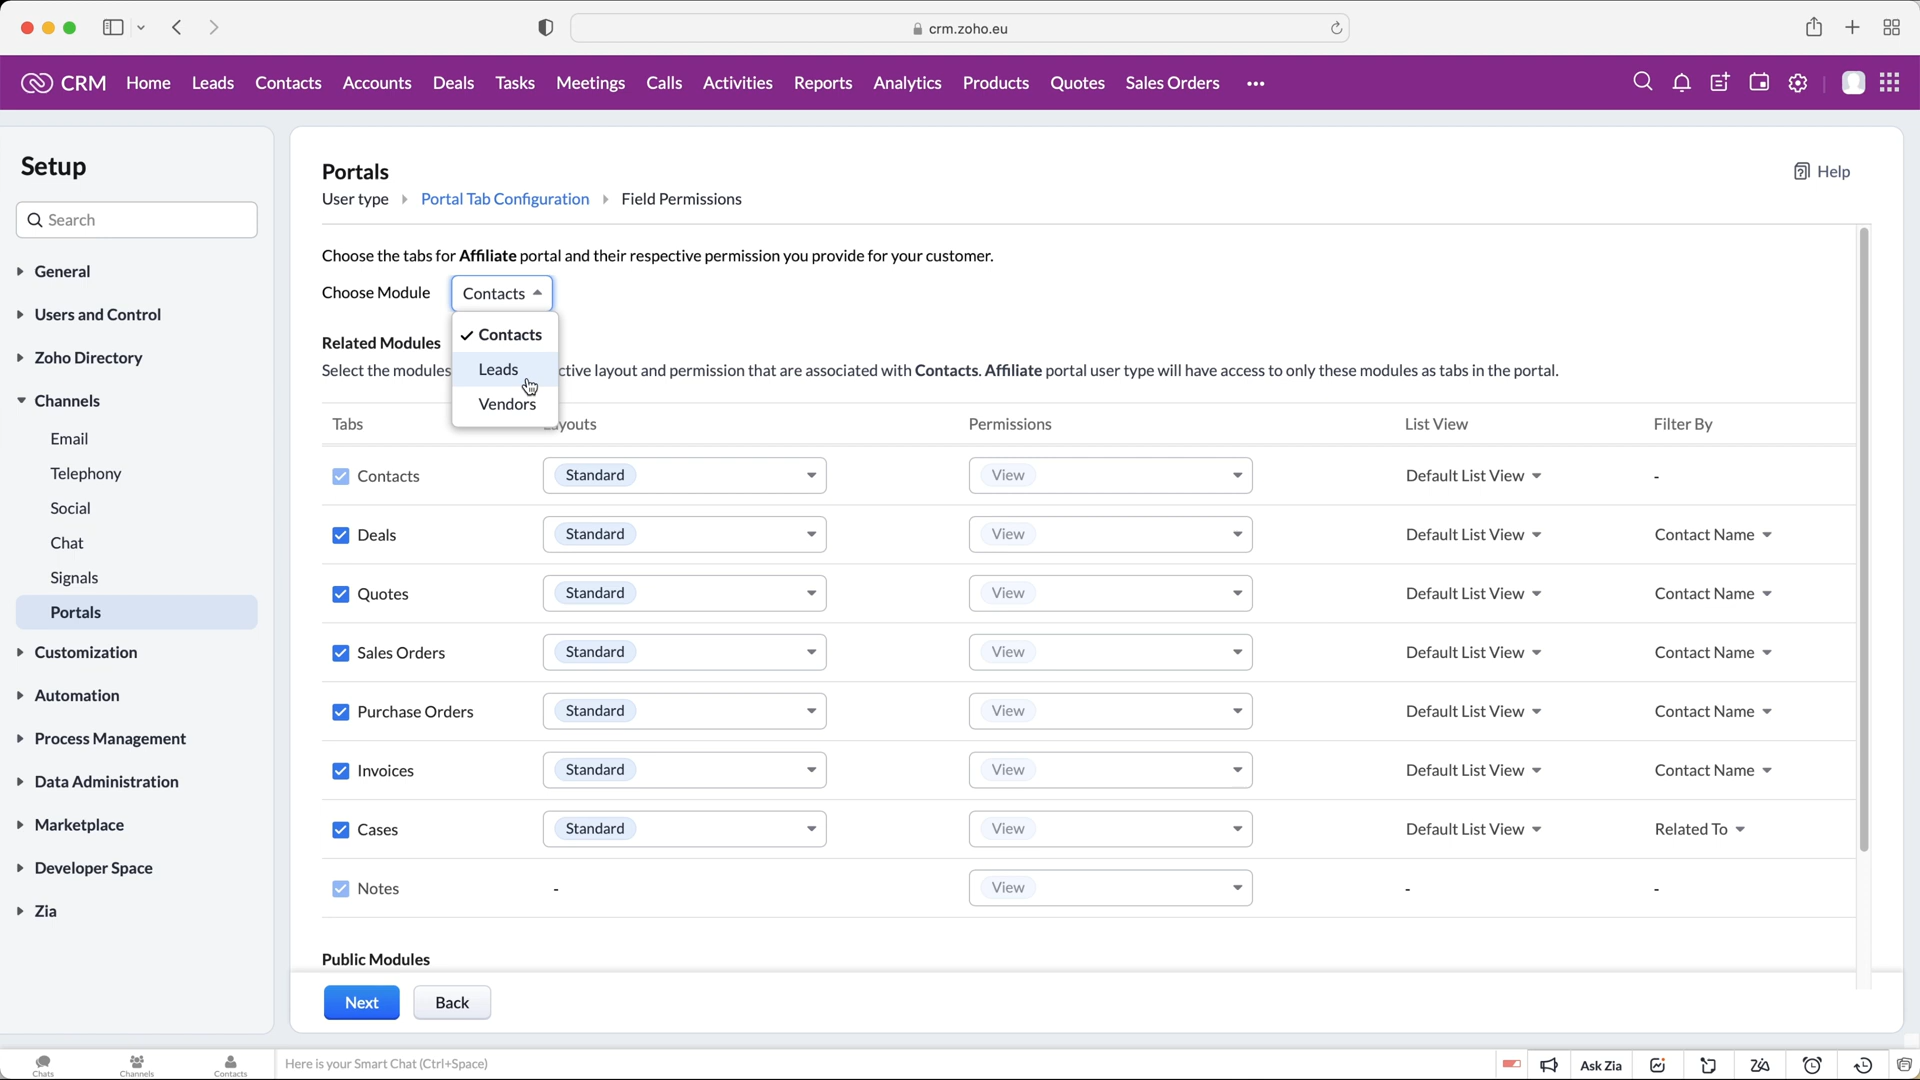 crm.zoho.eu
CRM Home Leads Contacts Accounts Deals Tasks Meetings Calls Activities Reports Analytics Products Quotes Sales Orders •••
Setup
Search
General
Users and Control
Zoho Directory
Channels
Email
Telephony
Social
Chat
Signals
Portals
Customization
Automation
Process Management
Data Administration
Marketplace
Developer Space
Zia
Portals
Help
User type Portal Tab Configuration Field Permissions
Choose the tabs for Affiliate portal and their respective permission you provide for your customer.
Choose Module Contacts
Contacts
Leads
Vendors
Related Modules
Select the modules ctive layout and permission that are associated with Contacts. Affiliate portal user type will have access to only these modules as tabs in the portal.
Tabs youts Permissions List View Filter By
Contacts Standard View Default List View -
Deals Standard View Default List View Contact Name
Quotes Standard View Default List View Contact Name
Sales Orders Standard View Default List View Contact Name
Purchase Orders Standard View Default List View Contact Name
Invoices Standard View Default List View Contact Name
Cases Standard View Default List View Related To
Notes - View - -
Public Modules
Next Back
Chats Channels Contacts Here is your Smart Chat (Ctrl+Space) Ask Zia